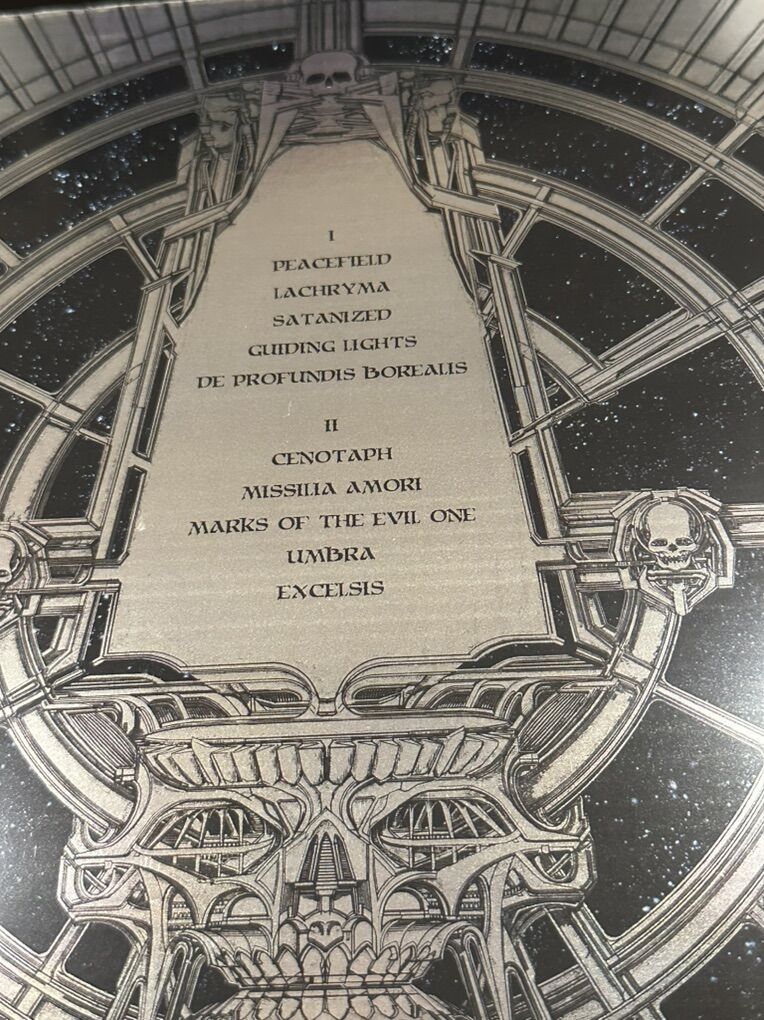 I
PEACEFIELD
LACHRYMA
SATANIZED
GUIDING LIGHTS
DE PROFUNDIS BOREALIS
II
CENOTAPH
MISSILIA AMORI
MARKS OF THE EVIL ONE
UMBRA
EXCELSIS